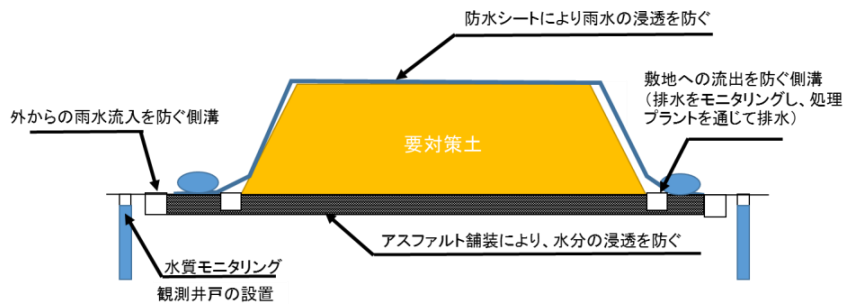 防水シートにより雨水の浸透を防ぐ
敷地への流出を防ぐ側溝
（排水をモニタリングし、処理
プラントを通じて排水）
外からの雨水流入を防ぐ側溝
要対策土
アスファルト舗装により、水分の浸透を防ぐ
水質モニタリング
観測井戸の設置